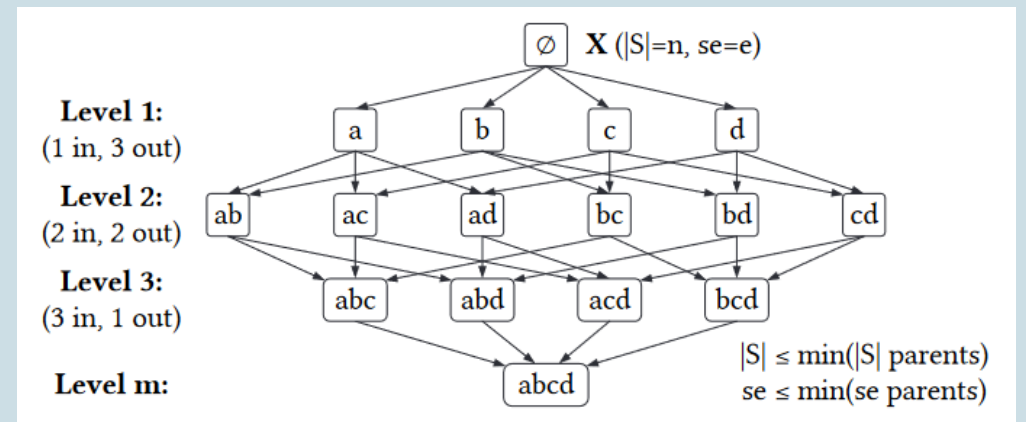 ∅ X (|S|=n, se=e)
Level 1:
(1 in, 3 out)
a b c d
Level 2:
(2 in, 2 out)
ab ac ad bc bd cd
Level 3:
(3 in, 1 out)
abc abd acd bcd
|S| ≤ min(|S| parents)
Level m:
abcd
se ≤ min(se parents)